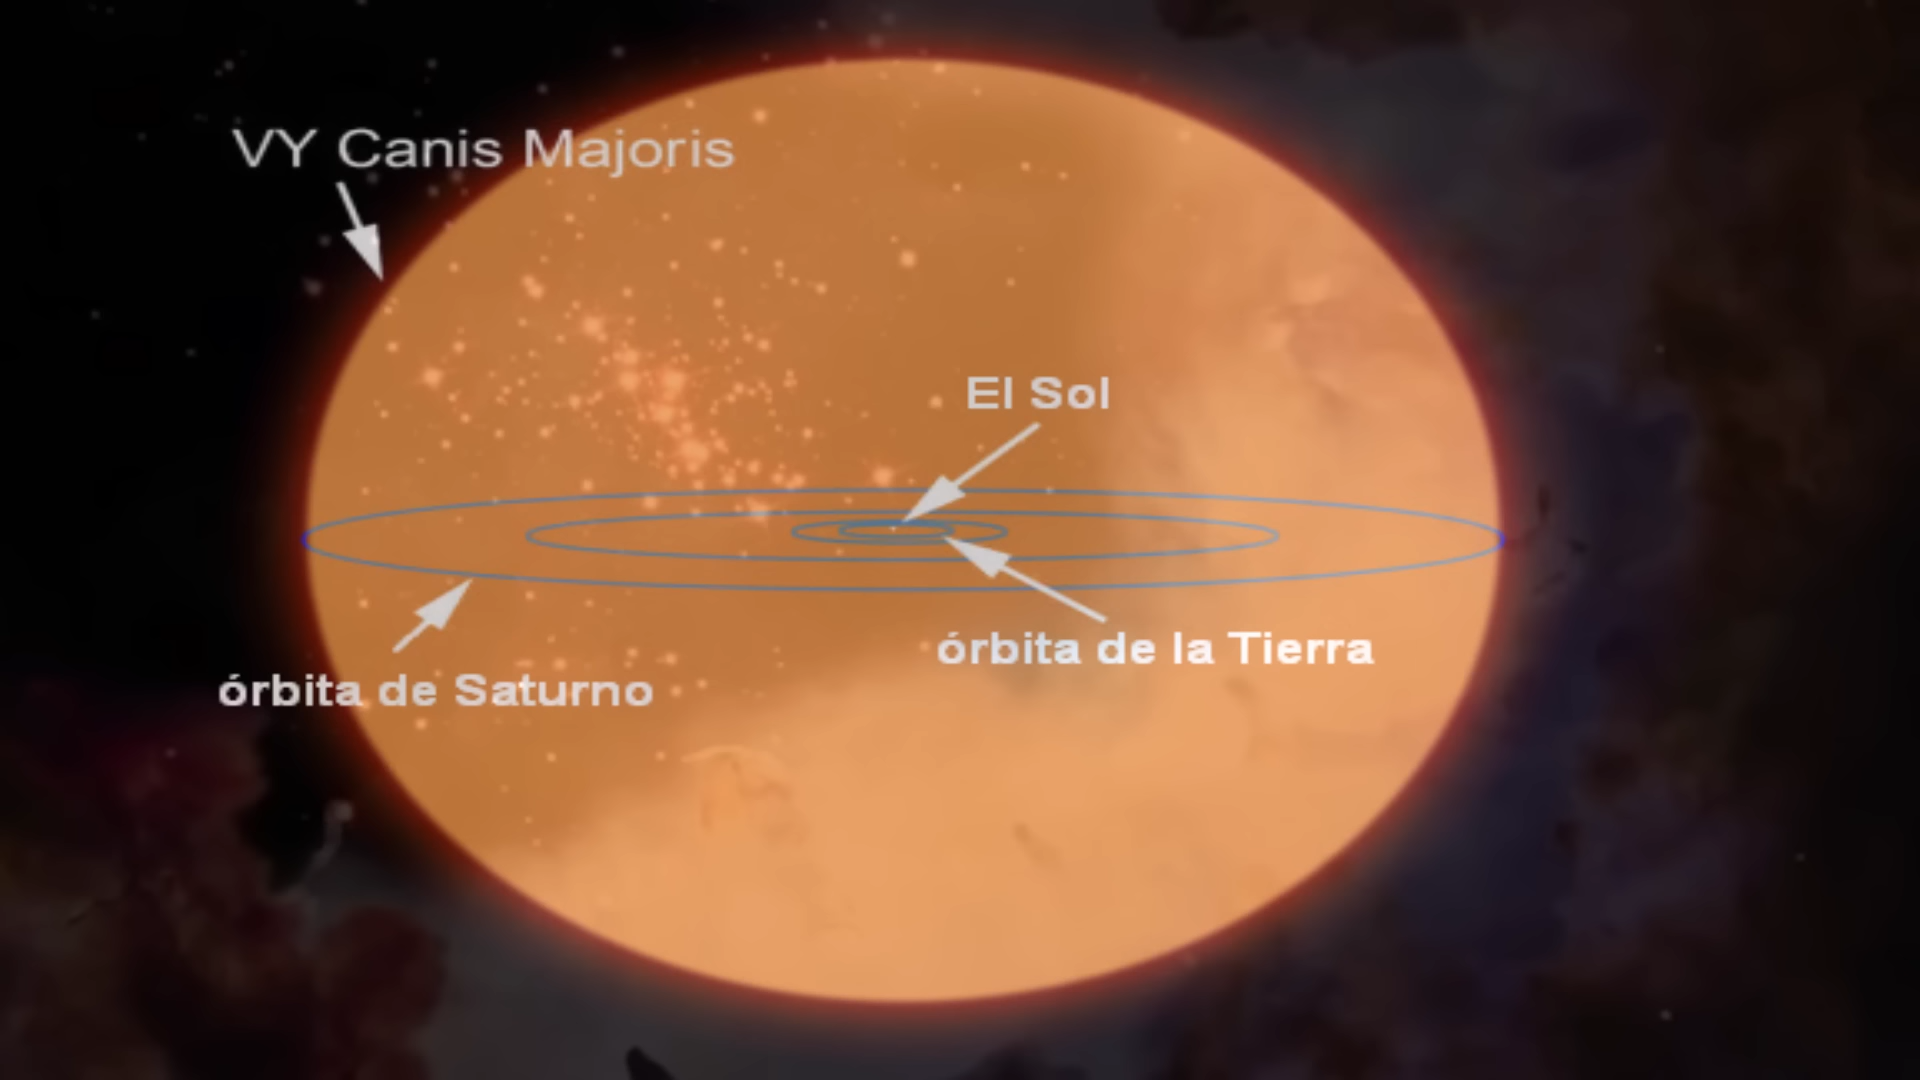 VY Canis Majoris
El Sol
órbita de la Tierra
órbita de Saturno